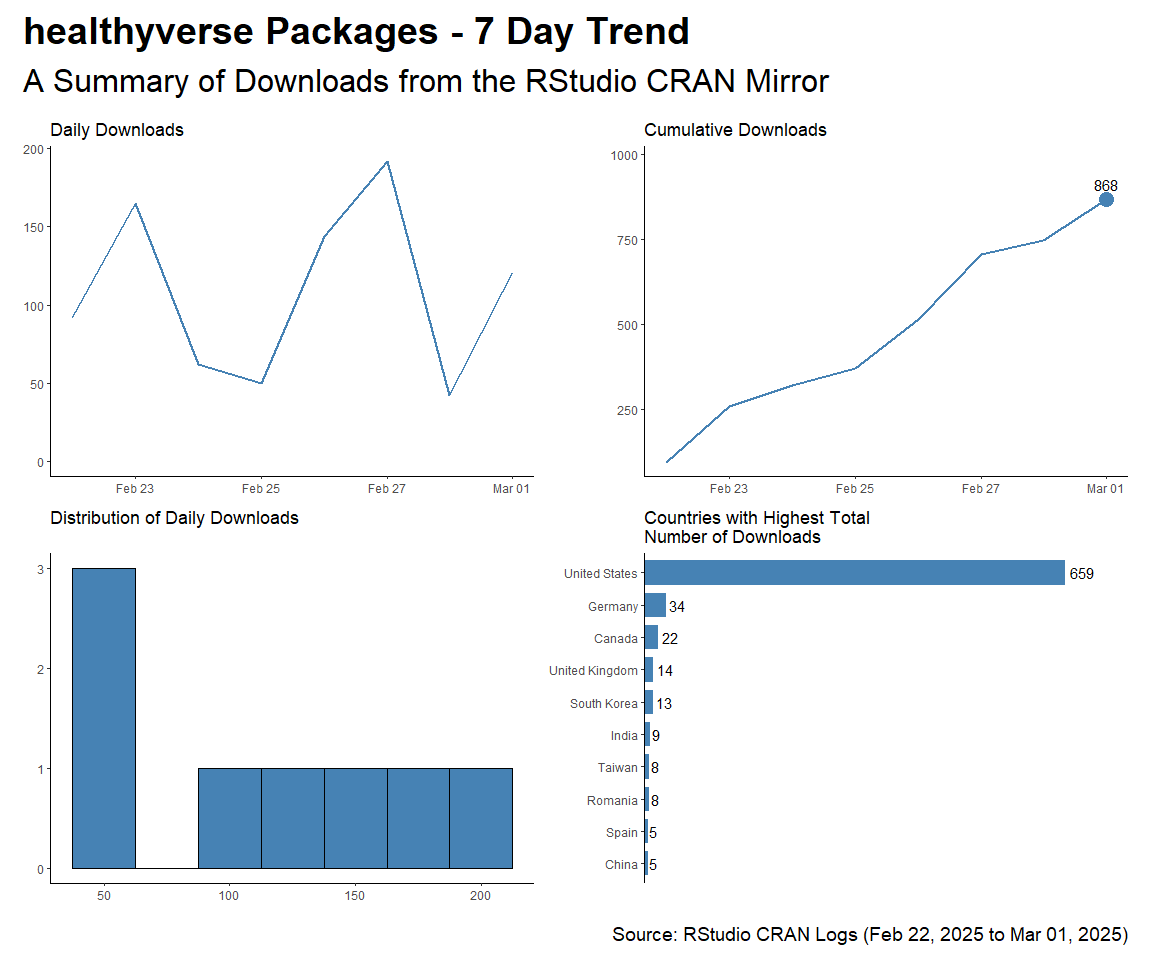 healthyverse Packages - 7 Day Trend
A Summary of Downloads from the RStudio CRAN Mirror
Daily Downloads
200
150
100
50
0
Feb 23 Feb 25 Feb 27 Mar 01
Cumulative Downloads
1000
750
500
250
868
Feb 23 Feb 25 Feb 27 Mar 01
Distribution of Daily Downloads
3
2
1
0
50 100 150 200
Countries with Highest Total
Number of Downloads
United States 659
Germany 34
Canada 22
United Kingdom 14
South Korea 13
India 9
Taiwan 8
Romania 8
Spain 5
China 5
Source: RStudio CRAN Logs (Feb 22, 2025 to Mar 01, 2025)